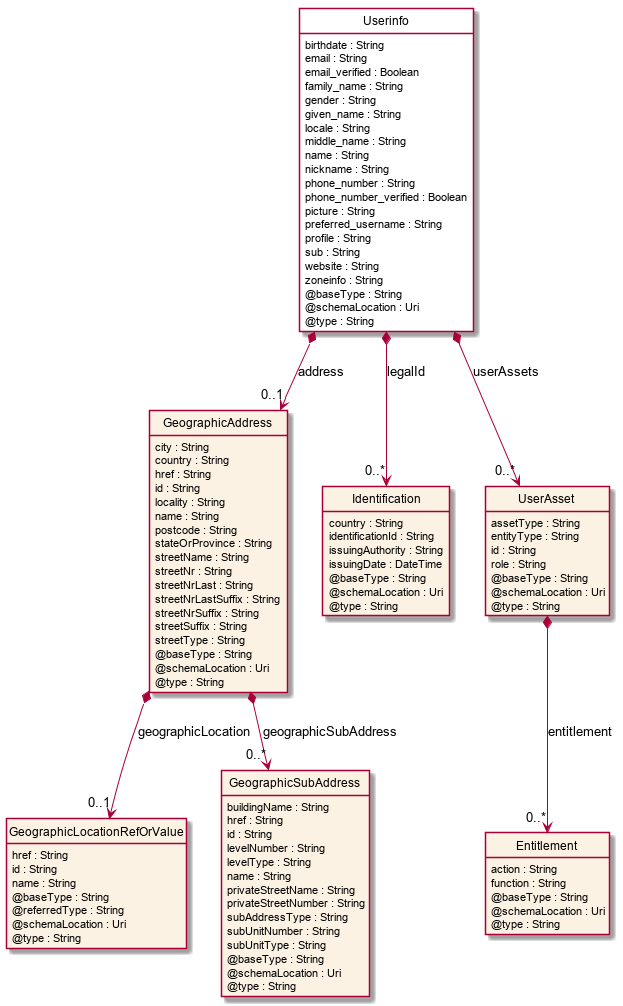 Userinfo
birthdate : String
email : String
email_verified : Boolean
family_name : String
gender : String
given_name : String
locale : String
middle_name : String
name : String
nickname : String
phone_number : String
phone_number_verified : Boolean
picture : String
preferred_username : String
profile : String
sub : String
website : String
zoneinfo : String
@baseType : String
@schemaLocation : Uri
@type : String
address
legalId
userAssets
0..1
0..*
0..*
GeographicAddress
city : String
country : String
href : String
id : String
locality : String
name : String
postcode : String
stateOrProvince : String
streetName : String
streetNr : String
streetNrLast : String
streetNrLastSuffix : String
streetNrSuffix : String
streetSuffix : String
streetType : String
@baseType : String
@schemaLocation : Uri
@type : String
Identification
country : String
identificationId : String
issuingAuthority : String
issuingDate : DateTime
@baseType : String
@schemaLocation : Uri
@type : String
UserAsset
assetType : String
entityType : String
id : String
role : String
@baseType : String
@schemaLocation : Uri
@type : String
geographicLocation
geographicSubAddress
entitlement
0..1
0..*
0..*
GeographicLocationRefOrValue
href : String
id : String
name : String
@baseType : String
@referredType : String
@schemaLocation : Uri
@type : String
GeographicSubAddress
buildingName : String
href : String
id : String
levelNumber : String
levelType : String
name : String
privateStreetName : String
privateStreetNumber : String
subAddressType : String
subUnitNumber : String
subUnitType : String
@baseType : String
@schemaLocation : Uri
@type : String
Entitlement
action : String
function : String
@baseType : String
@schemaLocation : Uri
@type : String